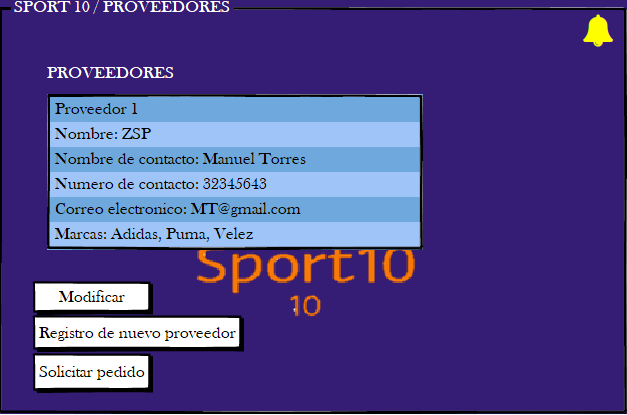 SPORT 10 / PROVEEDORES
PROVEEDORES
Proveedor 1
Nombre: ZSP
Nombre de contacto: Manuel Torres
Numero de contacto: 32345643
Correo electronico: MT@gmail.com
Marcas: Adidas, Puma, Velez
Sport10
10
Modificar
Registro de nuevo proveedor
Solicitar pedido